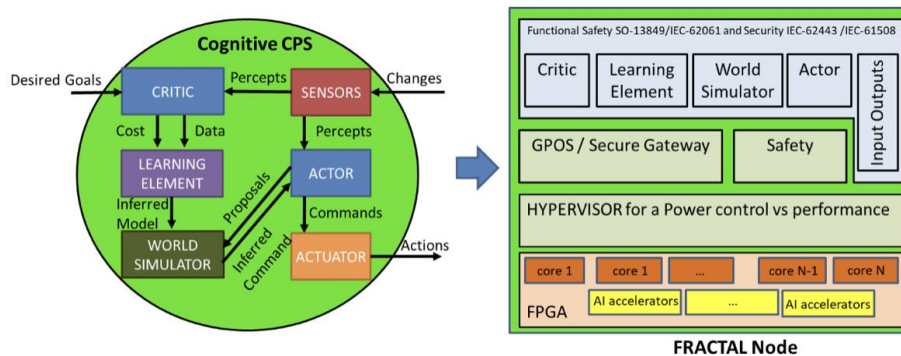 Cognitive CPS
Desired Goals
CRITIC
Percepts
SENSORS
Changes
Cost
Data
Percepts
LEARNING
ELEMENT
ACTOR
Inferred
Model
Proposals
Inferred
Command
Commands
WORLD
SIMULATOR
ACTUATOR
Actions
Functional Safety SO-13849/IEC-62061 and Security IEC-62443 /IEC-61508
Critic
Learning
Element
World
Simulator
Actor
Input Outputs
GPOS / Secure Gateway
Safety
HYPERVISOR for a Power control vs performance
core 1
core 1
...
core N-1
core N
AI accelerators
...
AI accelerators
FPGA
FRACTAL Node